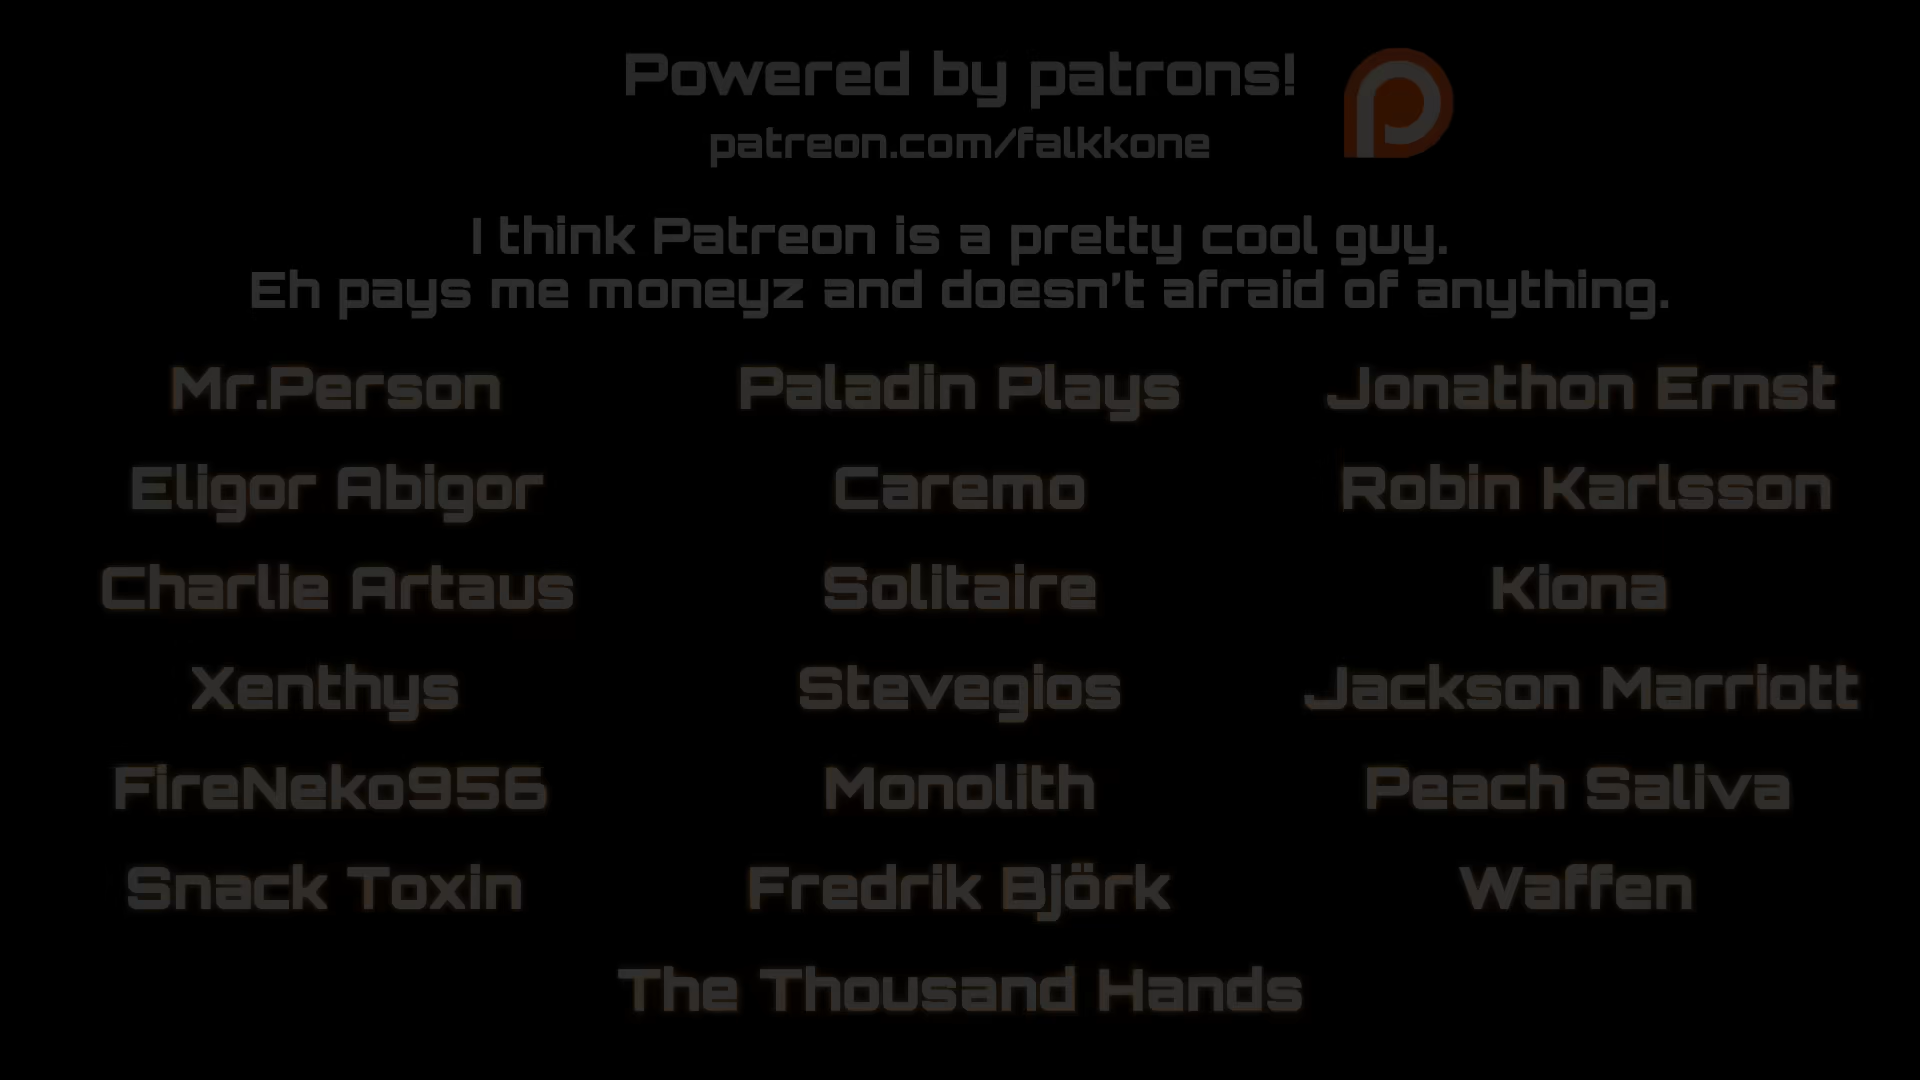 Powered by patrons!
patreon.com/falkkone
I think Patreon is a pretty cool guy.
Eh pays me moneyz and doesn't afraid of anything.
Mr.Person Paladin Plays Jonathon Ernst
Eligor Abigor Caremo Robin Karlsson
Charlie Artaus Solitaire Kiona
Xenthys Stevegios Jackson Marriott
FireNeko956 Monolith Peach Saliva
Snack Toxin Fredrik Björk Waffen
The Thousand Hands